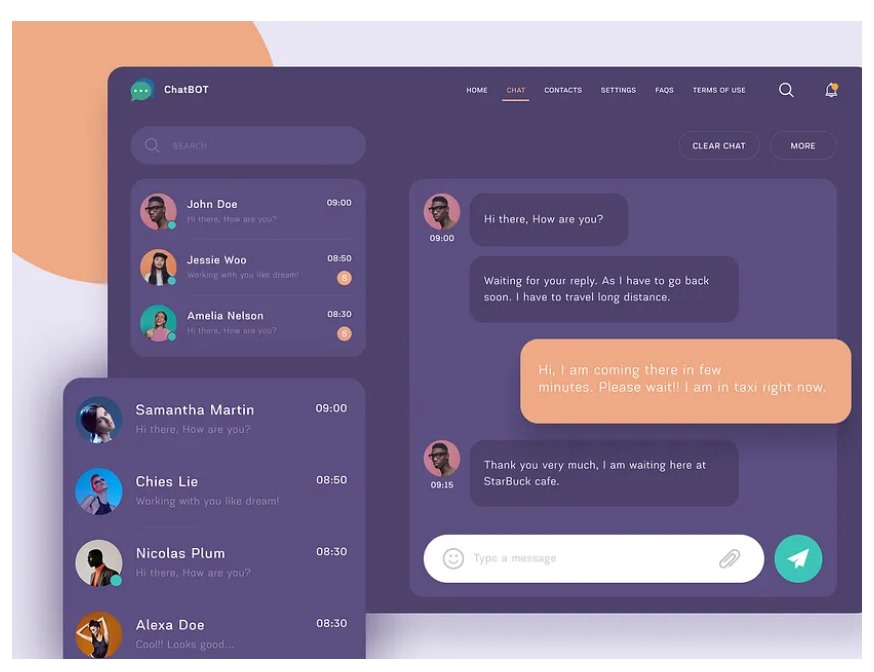 ChatBOT
HOME
CHAT
CONTACTS
SETTINGS
FAQS
TERMS OF USE
SEARCH
CLEAR CHAT
MORE
John Doe
09:00
Hi there, How are you?
Jessie Woo
08:50
Working with you like dream!
6
Amelia Nelson
08:30
Hi there, How are you?
6
Samantha Martin
09:00
Hi there, How are you?
Chies Lie
08:50
Working with you like dream!
Nicolas Plum
08:30
Hi there, How are you?
Alexa Doe
08:30
Cool!! Looks good...
Hi there, How are you?
09:00
Waiting for your reply. As I have to go back
soon. I have to travel long distance.
Hi, I am coming there in few
minutes. Please wait!! I am in taxi right now.
Thank you very much, I am waiting here at
StarBuck cafe.
09:15
Type a message